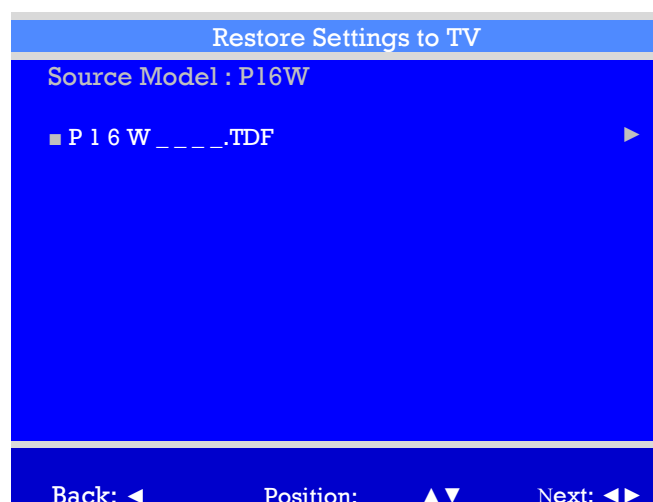 Restore Settings to TV
Source Model : P16W
■ P 1 6 W _ _ _ _.TDF ►
Back: ◄ Position: ▲▼ Next: ◄►